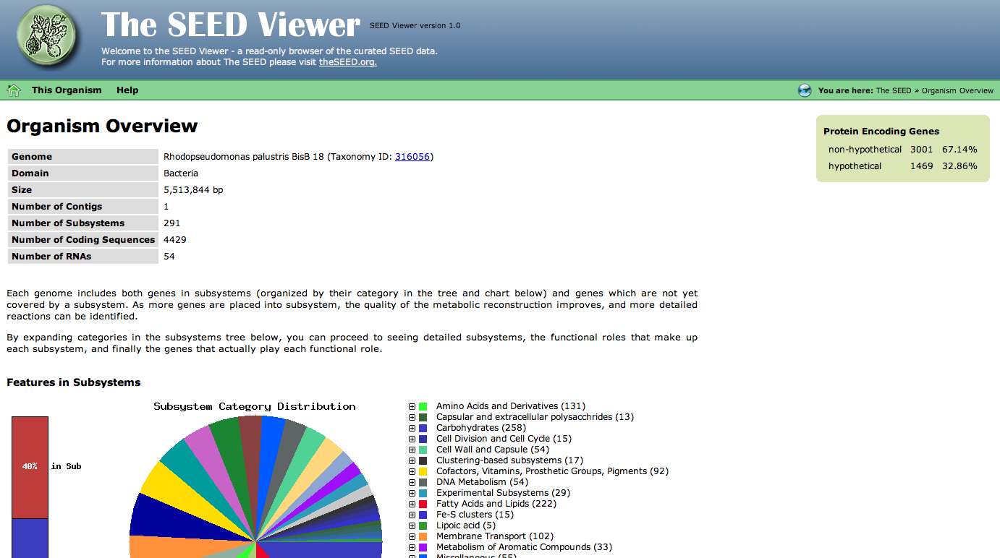 The SEED Viewer SEED Viewer version 1.0
Welcome to the SEED Viewer - a read-only browser of the curated SEED data.
For more information about The SEED please visit theSEED.org.
This Organism Help You are here: The SEED » Organism Overview
Organism Overview
Genome Rhodopseudomonas palustris BisB 18 (Taxonomy ID: 316056)
Domain Bacteria
Size 5,513,844 bp
Number of Contigs 1
Number of Subsystems 291
Number of Coding Sequences 4429
Number of RNAs 54
Protein Encoding Genes
non-hypothetical 3001 67.14%
hypothetical 1469 32.86%
Each genome includes both genes in subsystems (organized by their category in the tree and chart below) and genes which are not yet
covered by a subsystem. As more genes are placed into subsystem, the quality of the metabolic reconstruction improves, and more detailed
reactions can be identified.
By expanding categories in the subsystems tree below, you can proceed to seeing detailed subsystems, the functional roles that make up
each subsystem, and finally the genes that actually play each functional role.
Features in Subsystems
40% in Sub
Subsystem Category Distribution
Amino Acids and Derivatives (131)
Capsular and extracellular polysacchrides (13)
Carbohydrates (258)
Cell Division and Cell Cycle (15)
Cell Wall and Capsule (54)
Clustering-based subsystems (17)
Cofactors, Vitamins, Prosthetic Groups, Pigments (92)
DNA Metabolism (54)
Experimental Subsystems (29)
Fatty Acids and Lipids (222)
Fe-S clusters (15)
Lipoic acid (5)
Membrane Transport (102)
Metabolism of Aromatic Compounds (33)
Miscellaneous (55)